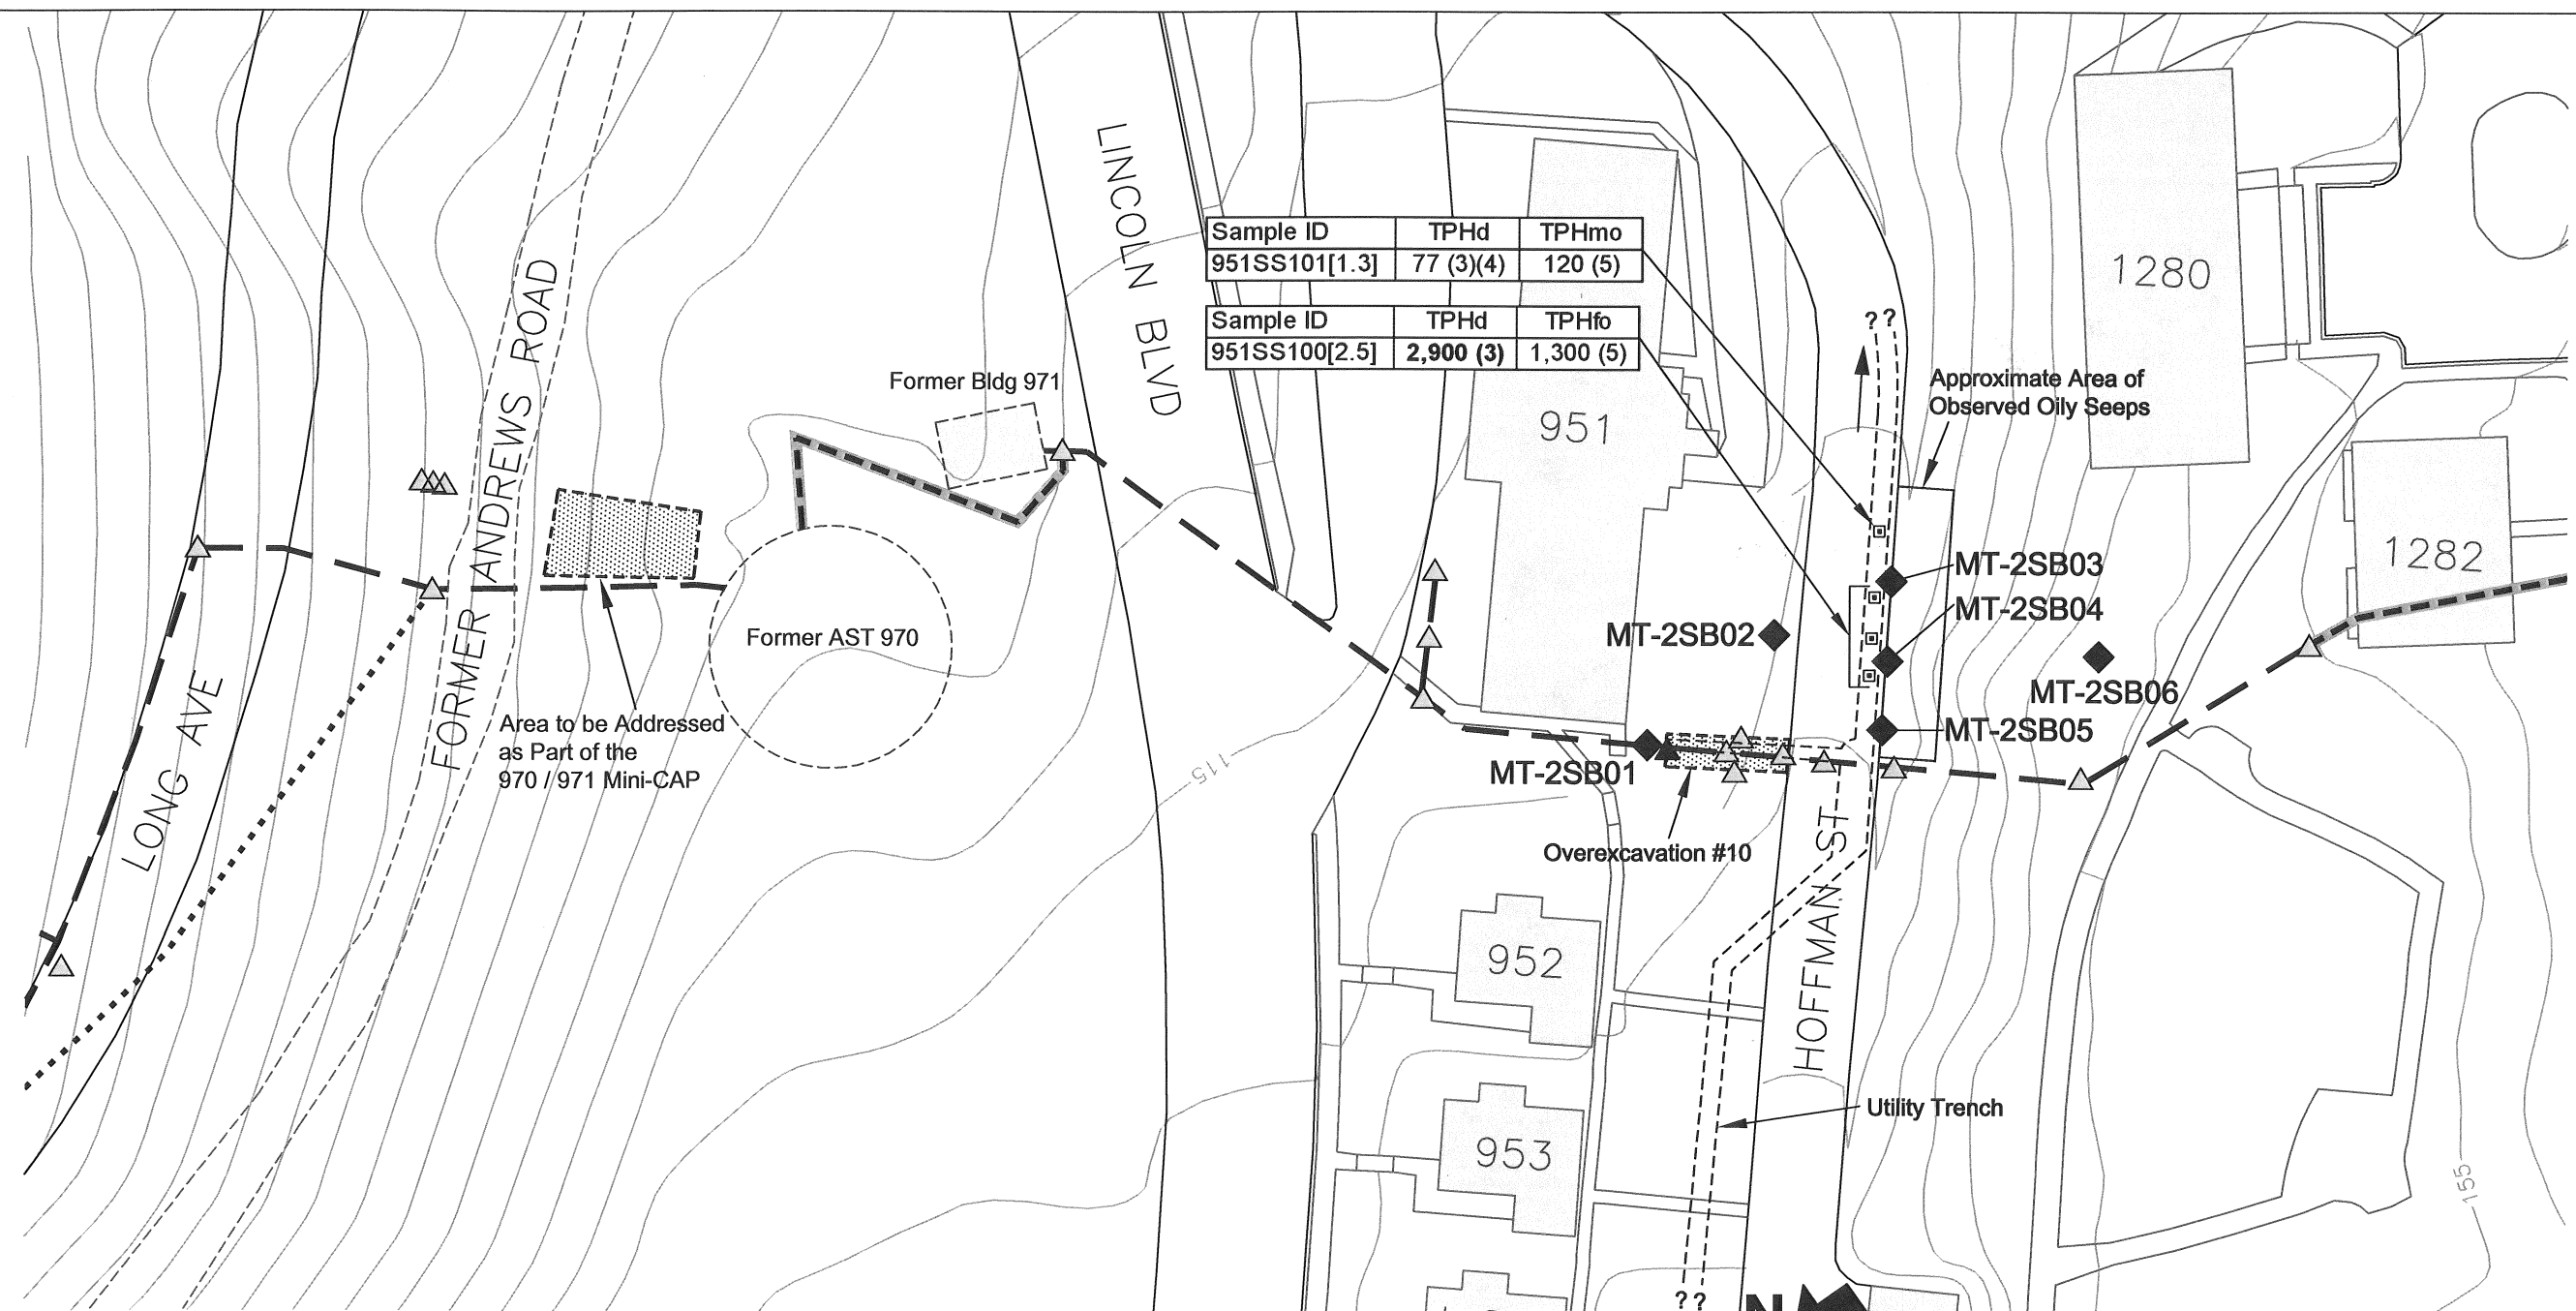 LINCOLN BLVD
Sample ID TPHd TPHmo
951SS101[1.3] 77 (3)(4) 120 (5)
Sample ID TPHd TPHfo
951SS100[2.5] 2,900 (3) 1,300 (5)
1280
??
Approximate Area of
Observed Oily Seeps
Former Bldg 971
951
FORMER ANDREWS ROAD
1282
MT-2SB03
MT-2SB04
MT-2SB02
Former AST 970
MT-2SB06
MT-2SB05
Area to be Addressed
as Part of the
970 / 971 Mini-CAP
LONG AVE
115
MT-2SB01
Overexcavation #10
HOFFMAN ST
952
953
Utility Trench
155
??
N